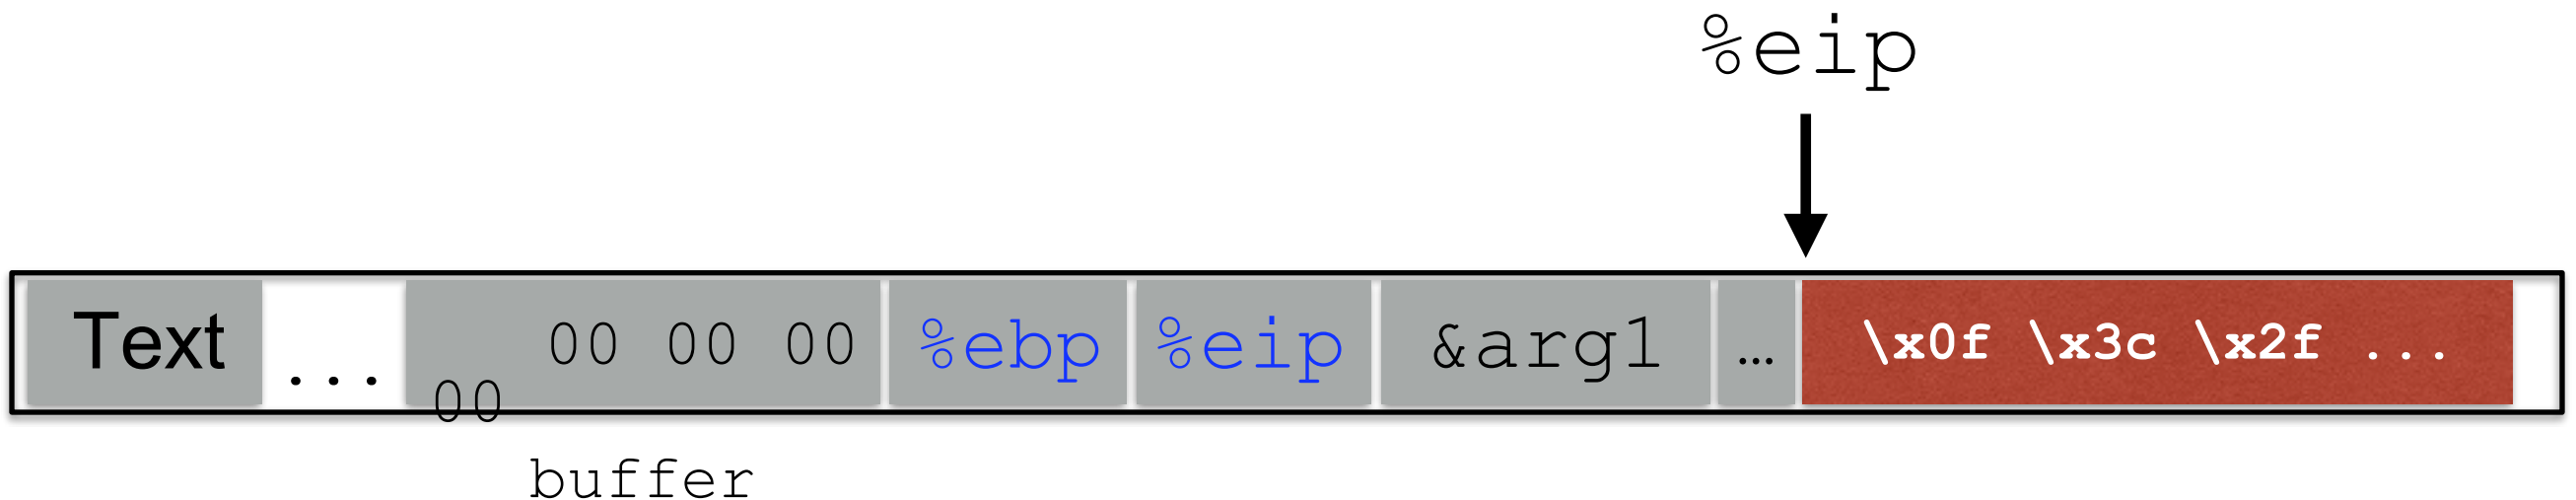 %eip
Text ... 00 00 00 %ebp %eip &arg1 ... \x0f \x3c \x2f ...
00
buffer